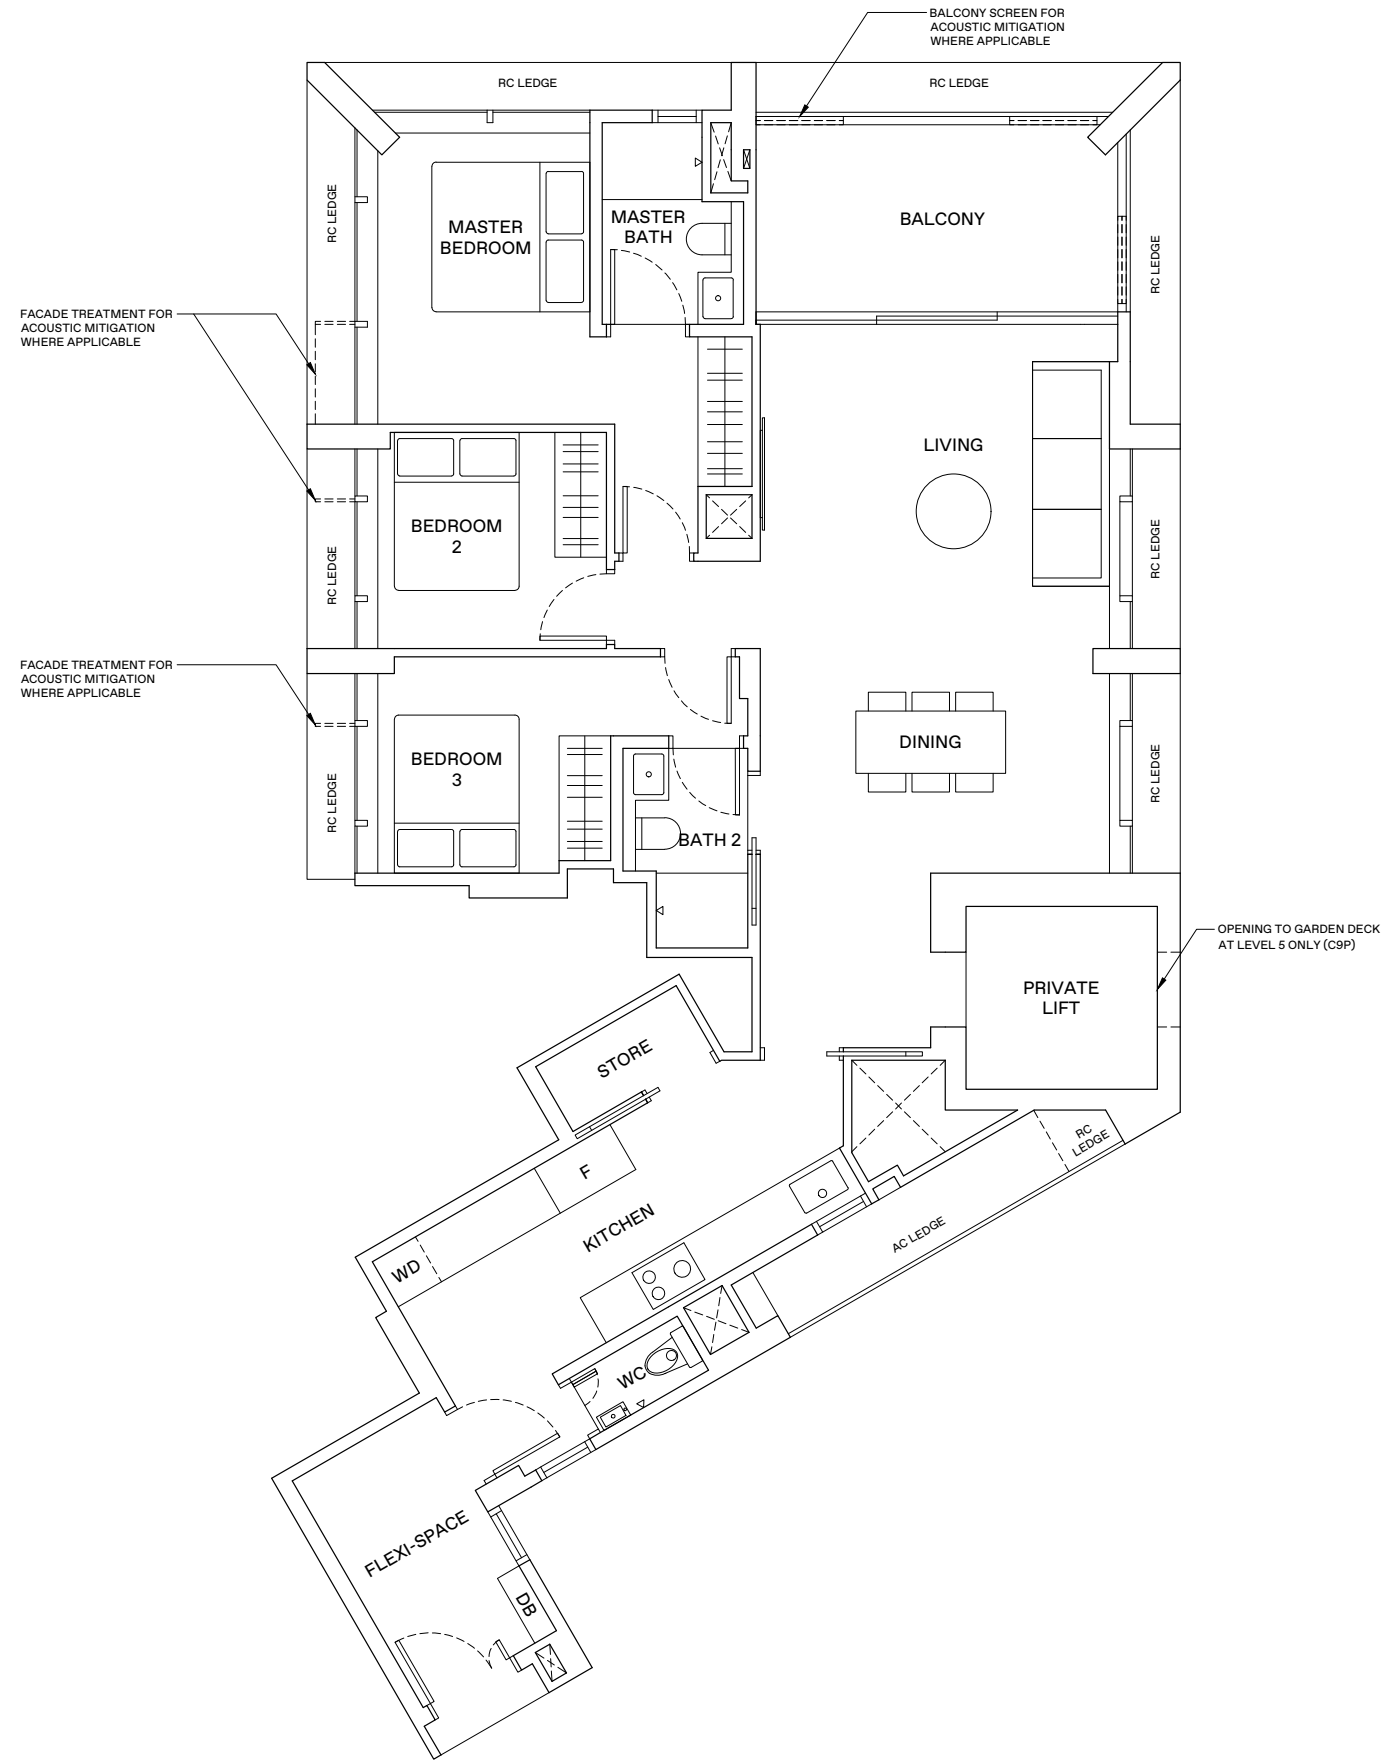 BALCONY SCREEN FOR
ACOUSTIC MITIGATION
WHERE APPLICABLE
RC LEDGE
RC LEDGE
RC LEDGE
MASTER
BEDROOM
MASTER
BATH
BALCONY
RC LEDGE
FACADE TREATMENT FOR
ACOUSTIC MITIGATION
WHERE APPLICABLE
LIVING
BEDROOM
2
RC LEDGE
RC LEDGE
FACADE TREATMENT FOR
ACOUSTIC MITIGATION
WHERE APPLICABLE
DINING
BEDROOM
3
RC LEDGE
RC LEDGE
BATH 2
OPENING TO GARDEN DECK
AT LEVEL 5 ONLY (C9P)
PRIVATE
LIFT
STORE
RC
LEDGE
F
KITCHEN
AC LEDGE
WD
WC
FLEXI-SPACE
DB